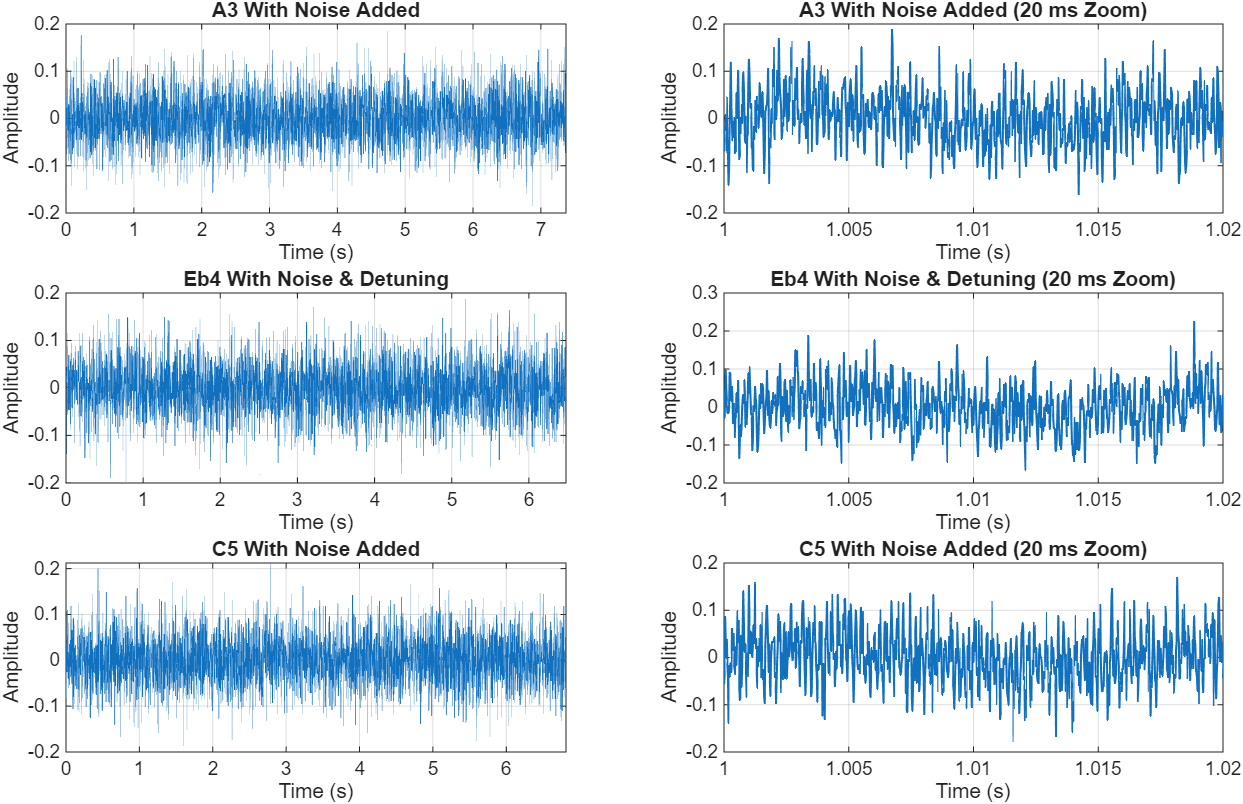 A3 With Noise Added
0.2
0.1
0
-0.1
-0.2
Amplitude
0 1 2 3 4 5 6 7
Time (s)
A3 With Noise Added (20 ms Zoom)
0.2
0.1
0
-0.1
-0.2
Amplitude
1 1.005 1.01 1.015 1.02
Time (s)
Eb4 With Noise & Detuning
0.2
0.1
0
-0.1
-0.2
Amplitude
0 1 2 3 4 5 6
Time (s)
Eb4 With Noise & Detuning (20 ms Zoom)
0.3
0.2
0.1
0
-0.1
-0.2
Amplitude
1 1.005 1.01 1.015 1.02
Time (s)
C5 With Noise Added
0.2
0.1
0
-0.1
-0.2
Amplitude
0 1 2 3 4 5 6
Time (s)
C5 With Noise Added (20 ms Zoom)
0.2
0.1
0
-0.1
-0.2
Amplitude
1 1.005 1.01 1.015 1.02
Time (s)